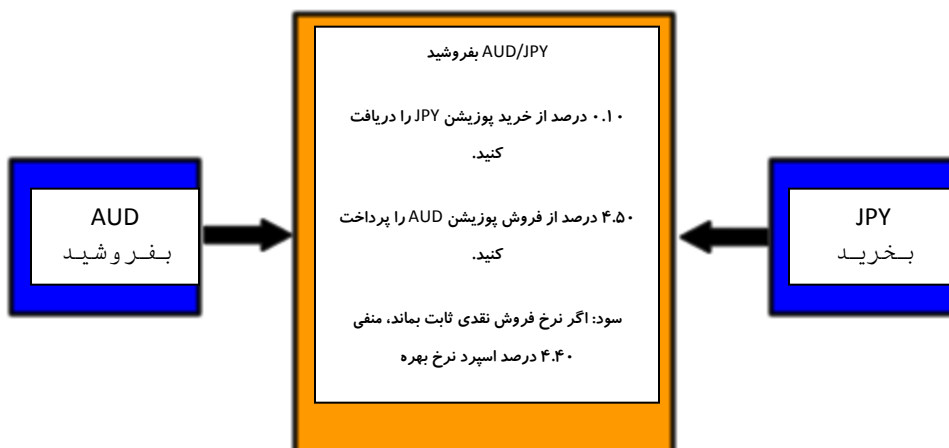 AUD/JPY بفروشید
۰.۱۰ درصد از خرید پوزیشن JPY را دریافت
کنید.
۴.۵۰ درصد از فروش پوزیشن AUD را پرداخت
کنید.
سود: اگر نرخ فروش نقدی ثابت بماند، منفی
۴.۴۰ درصد اسپرد نرخ بهره
JPY
بخرید
AUD
بفروشید